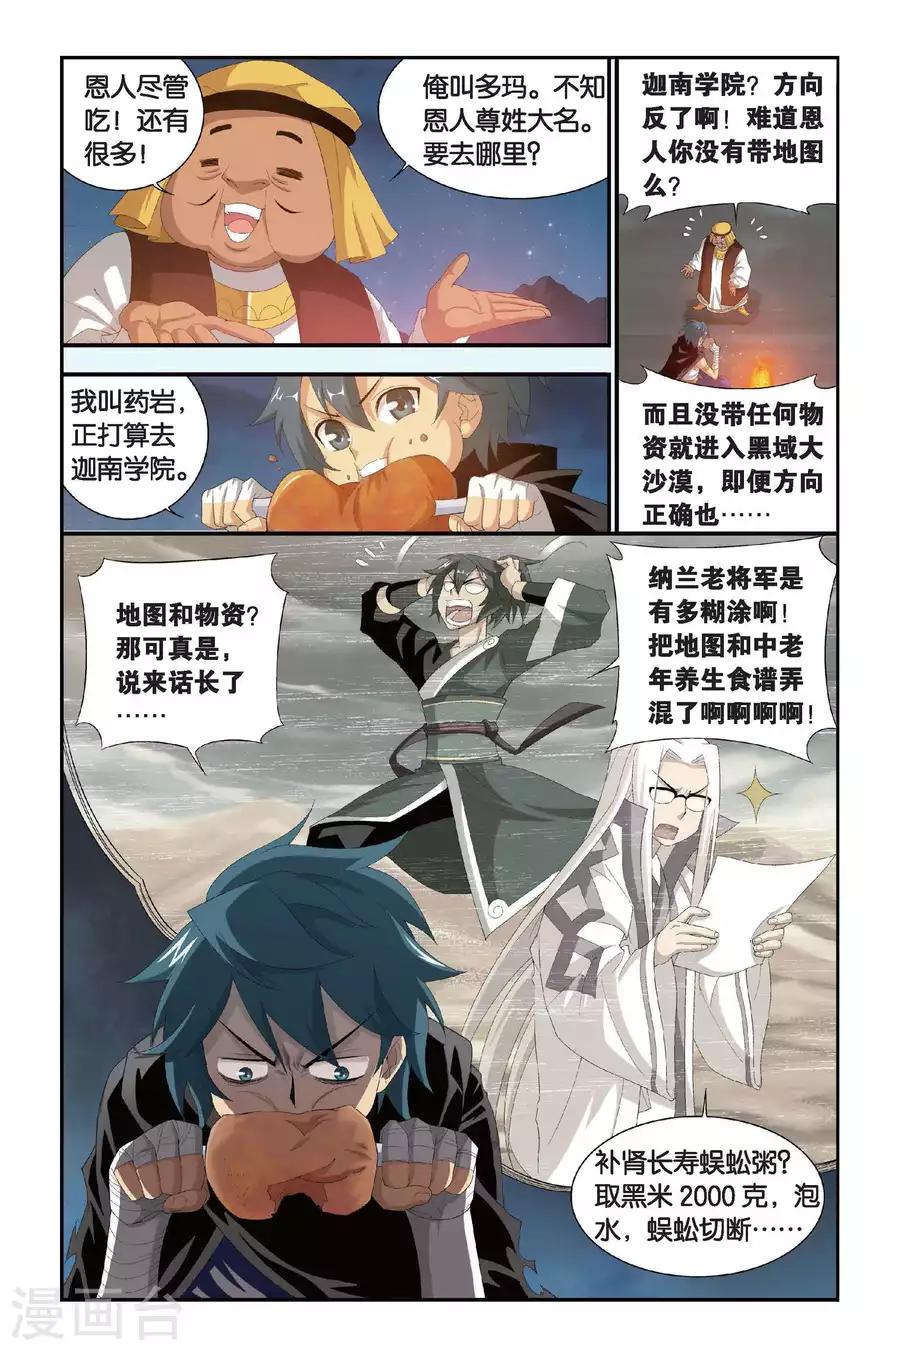 恩人尽管
吃！还有
很多！
俺叫多玛。不知
恩人尊姓大名。
要去哪里？
迦南学院？方向
反了啊！难道恩
人你没有带地图
么？
我叫药岩，
正打算去
迦南学院。
而且没带任何物
资就进入黑域大
沙漠，即便方向
正确也……
地图和物资？
那可真是，
说来话长了
……
纳兰老将军是
有多糊涂啊！
把地图和中老
年养生食谱弄
混了啊啊啊啊！
补肾长寿蜈蚣粥？
取黑米 2000 克，泡
水，蜈蚣切断……
漫画台